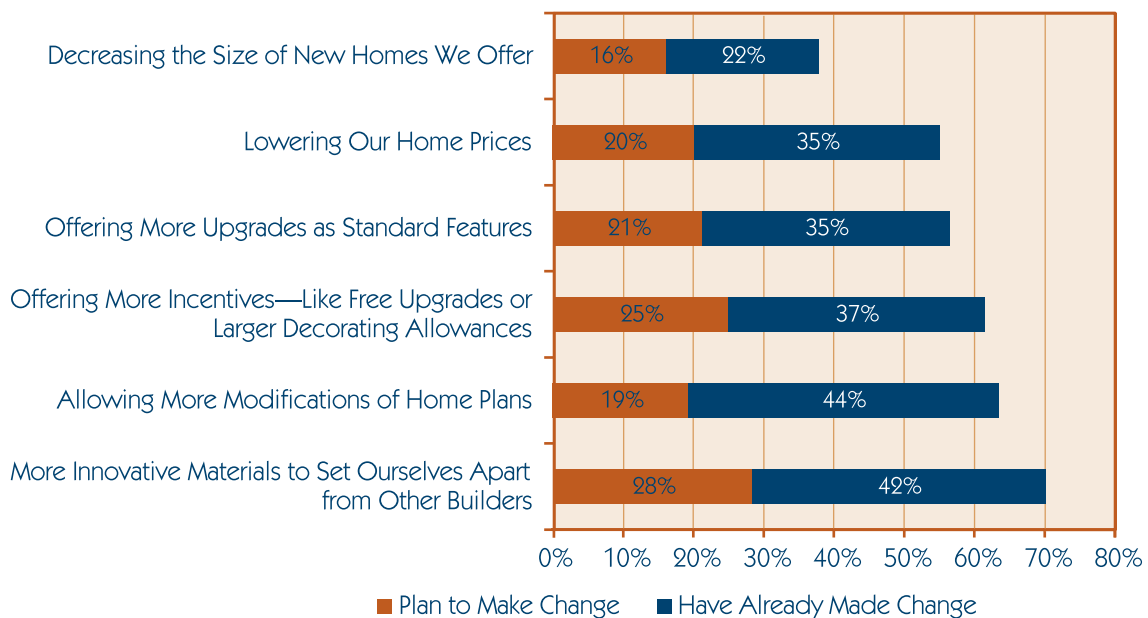 Decreasing the Size of New Homes We Offer
16%
22%
Lowering Our Home Prices
20%
35%
Offering More Upgrades as Standard Features
21%
35%
Offering More Incentives—Like Free Upgrades or
Larger Decorating Allowances
25%
37%
Allowing More Modifications of Home Plans
19%
44%
More Innovative Materials to Set Ourselves Apart
from Other Builders
28%
42%
0% 10% 20% 30% 40% 50% 60% 70% 80%
Plan to Make Change Have Already Made Change